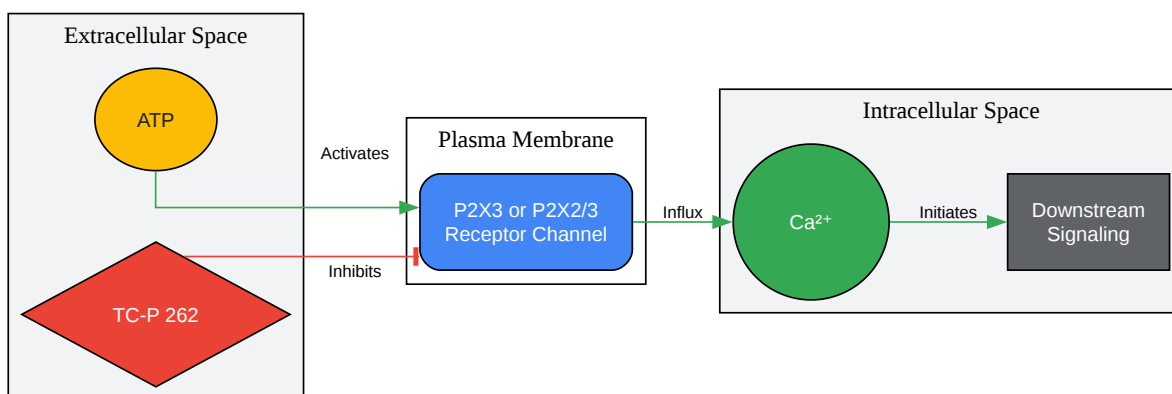 Extracellular Space
ATP
TC-P 262
Activates
Inhibits
Plasma Membrane
P2X3 or P2X2/3
Receptor Channel
Influx
Intracellular Space
Ca²⁺
Initiates
Downstream
Signaling